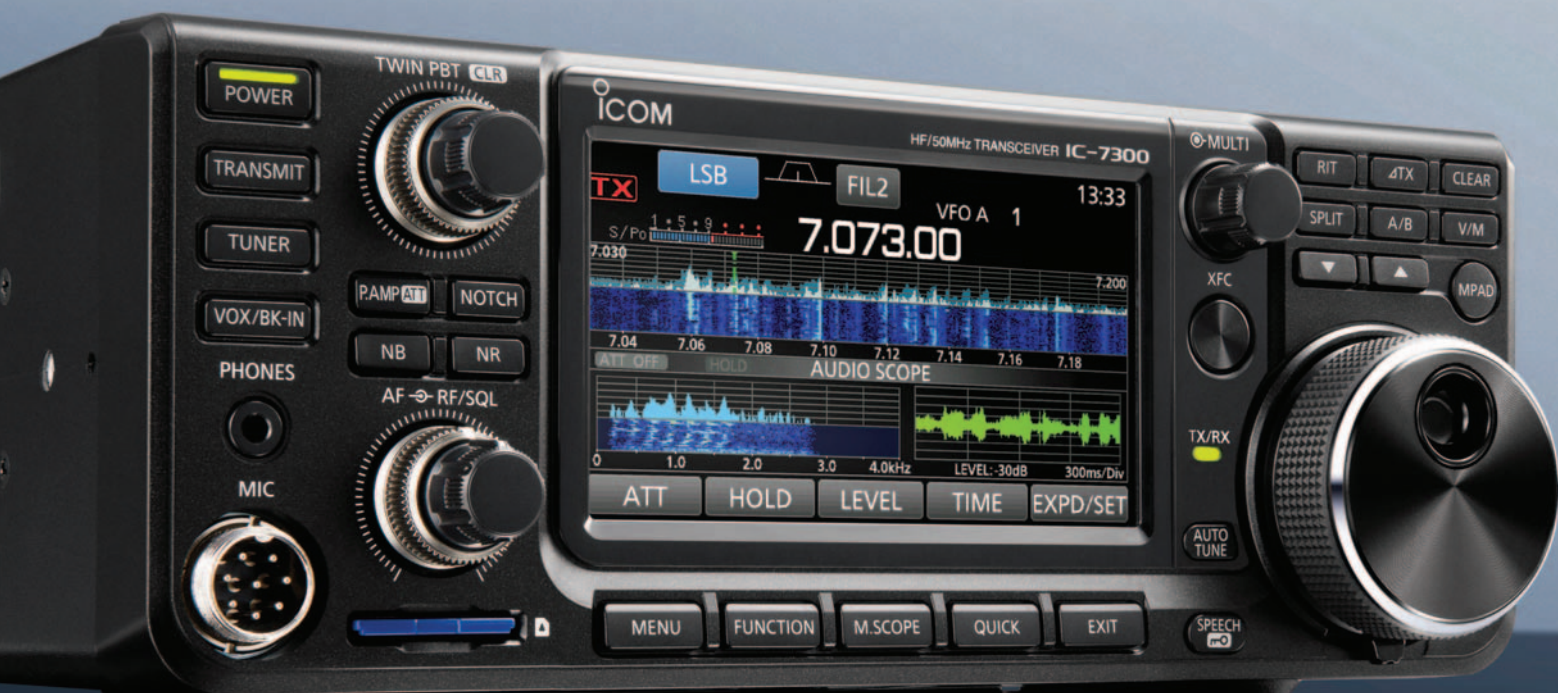 POWER
TRANSMIT
TUNER
VOX/BK-IN
PHONES
MIC
TWIN PBT CLR
P.AMP ATT
NOTCH
NB
NR
AF RF/SQL
ICOM
HF/50MHz TRANSCEIVER IC-7300
TX
LSB
FIL2
13:33
VFO A 1
S/Po 1 5 9
7.073.00
7.030
7.200
7.04 7.06 7.08 7.10 7.12 7.14 7.16 7.18
ATT OFF HOLD AUDIO SCOPE
0 1.0 2.0 3.0 4.0kHz LEVEL:-30dB 300ms/Div
ATT HOLD LEVEL TIME EXPD/SET
MENU FUNCTION M.SCOPE QUICK EXIT
MULTI
XFC
TX/RX
AUTO
TUNE
SPEECH
RIT ⊿TX CLEAR
SPLIT A/B V/M
▼ ▲
MPAD